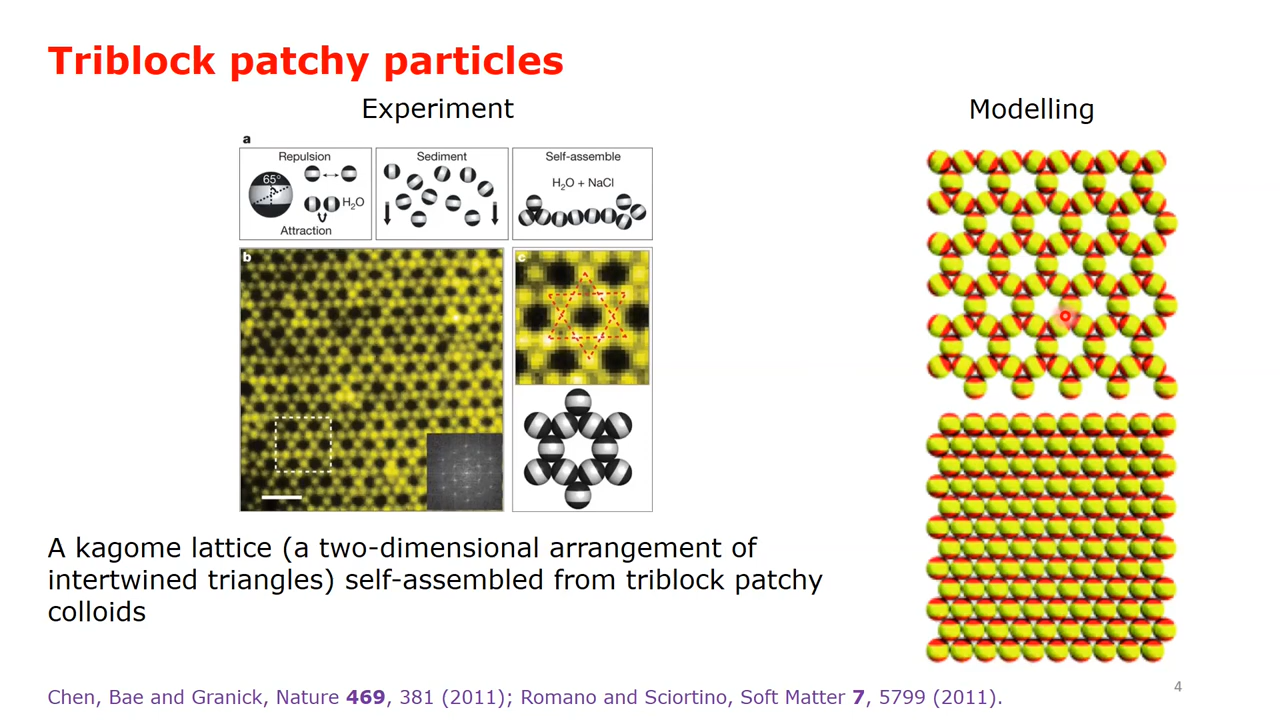 Triblock patchy particles
Experiment
Modelling
a
Repulsion
65°
H₂O
Attraction
Sediment
Self-assemble
H₂O + NaCl
b
c
A kagome lattice (a two-dimensional arrangement of
intertwined triangles) self-assembled from triblock patchy
colloids
Chen, Bae and Granick, Nature 469, 381 (2011); Romano and Sciortino, Soft Matter 7, 5799 (2011).
4